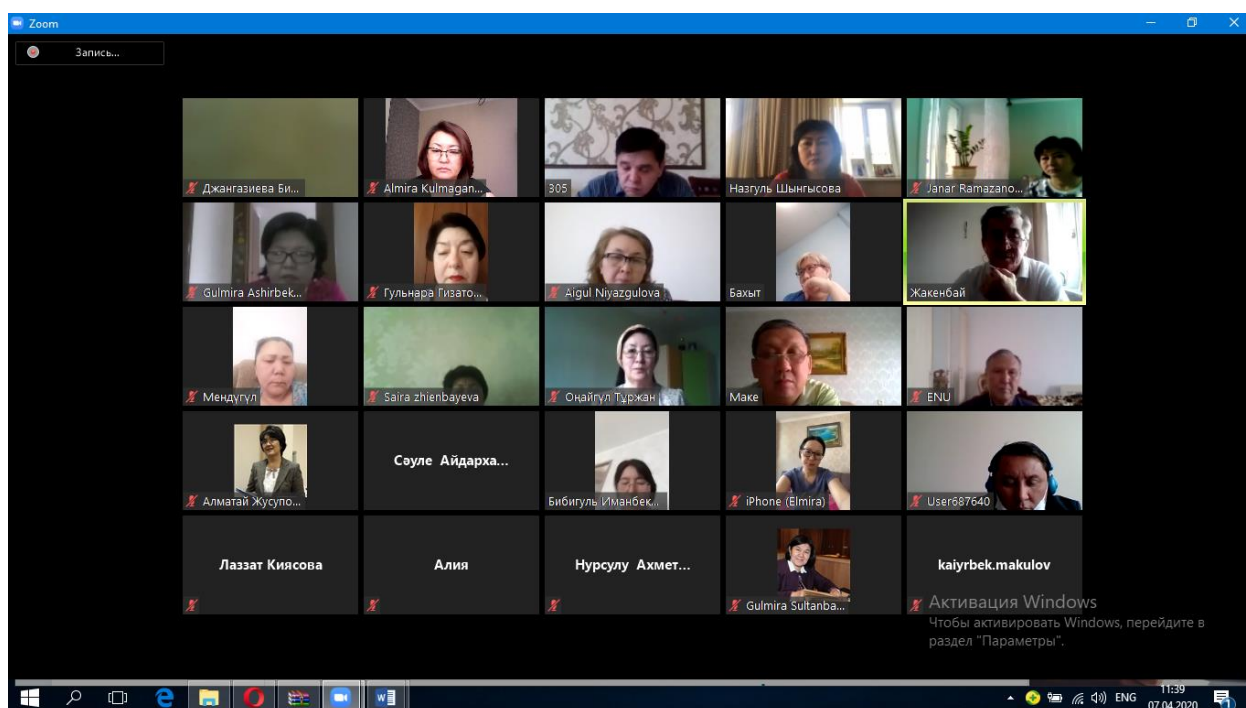 Zoom
Запись...
Джангазиева Би...
Almira Kulmagan...
305
Назгуль Шынгысова
Janar Ramazano...
Gulmira Ashirbek...
Гульнара Гизато...
Aigul Niyazgulova
Бахыт
Жакенбай
Мендүгүл
Saira zhienbayeva
Оңайгүл Тұржан
Маке
ENU
Алматай Жусупо...
Сәуле Айдарха...
Бибигуль Иманбек...
iPhone (Elmira)
User687640
Лаззат Киясова
Алия
Нурсулу Ахмет...
Gulmira Sultanba...
kaiyrbek.makulov
Активация Windows
Чтобы активировать Windows, перейдите в
раздел "Параметры".
ENG
11:39
07.04.2020